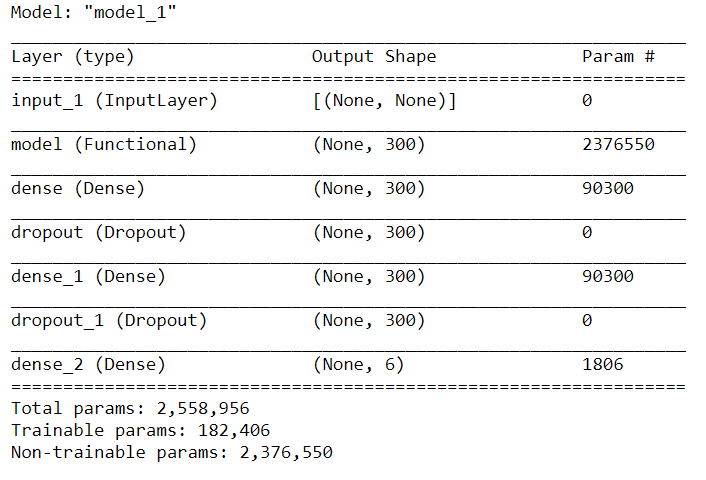 Model: "model_1"
_________________________________________________________________
Layer (type)                 Output Shape              Param #
=================================================================
input_1 (InputLayer)         [(None, None)]            0
_________________________________________________________________
model (Functional)           (None, 300)               2376550
_________________________________________________________________
dense (Dense)                (None, 300)               90300
_________________________________________________________________
dropout (Dropout)            (None, 300)               0
_________________________________________________________________
dense_1 (Dense)              (None, 300)               90300
_________________________________________________________________
dropout_1 (Dropout)          (None, 300)               0
_________________________________________________________________
dense_2 (Dense)              (None, 6)                 1806
=================================================================
Total params: 2,558,956
Trainable params: 182,406
Non-trainable params: 2,376,550